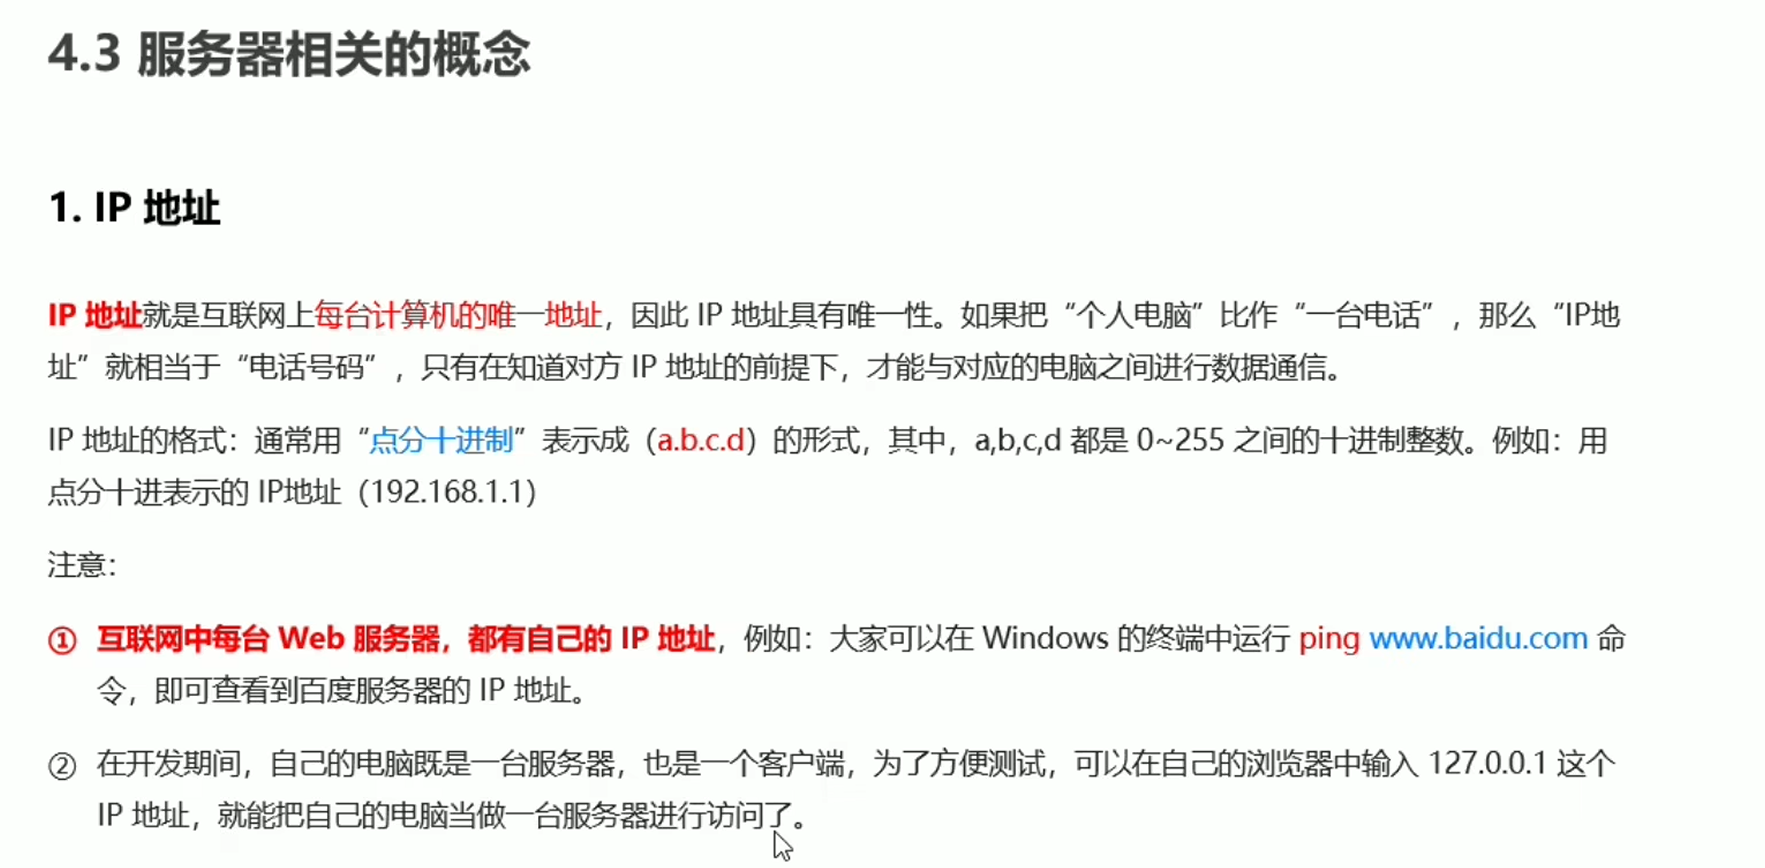 4.3 服务器相关的概念
1. IP 地址
IP 地址就是互联网上每台计算机的唯一地址，因此 IP 地址具有唯一性。如果把“个人电脑”比作“一台电话”，那么“IP地
址”就相当于“电话号码”，只有在知道对方 IP 地址的前提下，才能与对应的电脑之间进行数据通信。
IP 地址的格式：通常用“点分十进制”表示成（a.b.c.d）的形式，其中，a,b,c,d 都是 0~255 之间的十进制整数。例如：用
点分十进表示的 IP地址（192.168.1.1）
注意：
① 互联网中每台 Web 服务器，都有自己的 IP 地址，例如：大家可以在 Windows 的终端中运行 ping www.baidu.com 命
令，即可查看到百度服务器的 IP 地址。
② 在开发期间，自己的电脑既是一台服务器，也是一个客户端，为了方便测试，可以在自己的浏览器中输入 127.0.0.1 这个
IP 地址，就能把自己的电脑当做一台服务器进行访问了。